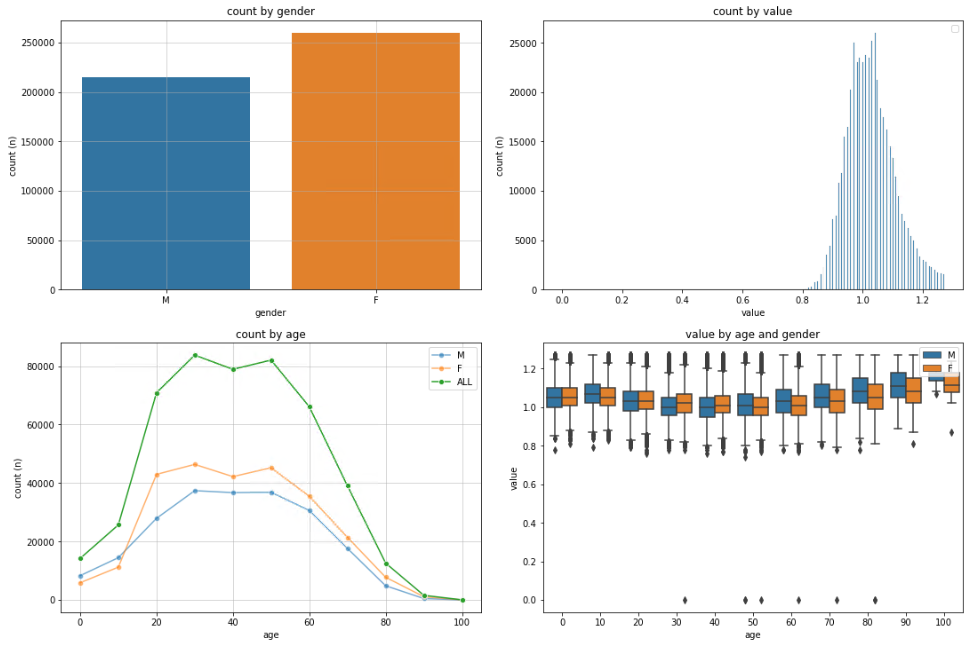 count by gender
count (n)
250000
200000
150000
100000
50000
0
M
F
gender
count by value
count (n)
25000
20000
15000
10000
5000
0
0.0 0.2 0.4 0.6 0.8 1.0 1.2
value
count by age
M
F
ALL
count (n)
80000
60000
40000
20000
0
0 20 40 60 80 100
age
value by age and gender
M
F
value
1.2
1.0
0.8
0.6
0.4
0.2
0.0
0 10 20 30 40 50 60 70 80 90 100
age